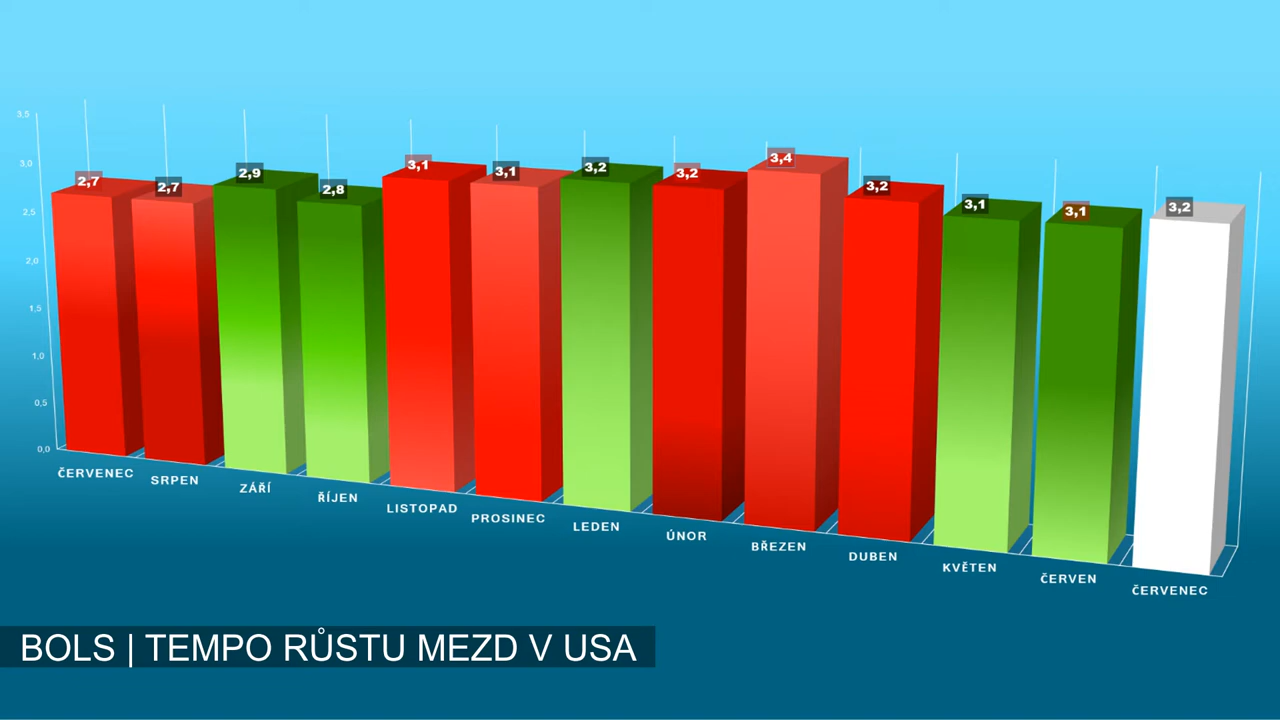 3,5
3,0
2,5
2,0
1,5
1,0
0,5
0,0
2,7
2,7
2,9
2,8
3,1
3,1
3,2
3,2
3,4
3,2
3,1
3,1
3,2
ČERVENEC
SRPEN
ZÁŘÍ
ŘÍJEN
LISTOPAD
PROSINEC
LEDEN
ÚNOR
BŘEZEN
DUBEN
KVĚTEN
ČERVEN
ČERVENEC
BOLS | TEMPO RŮSTU MEZD V USA